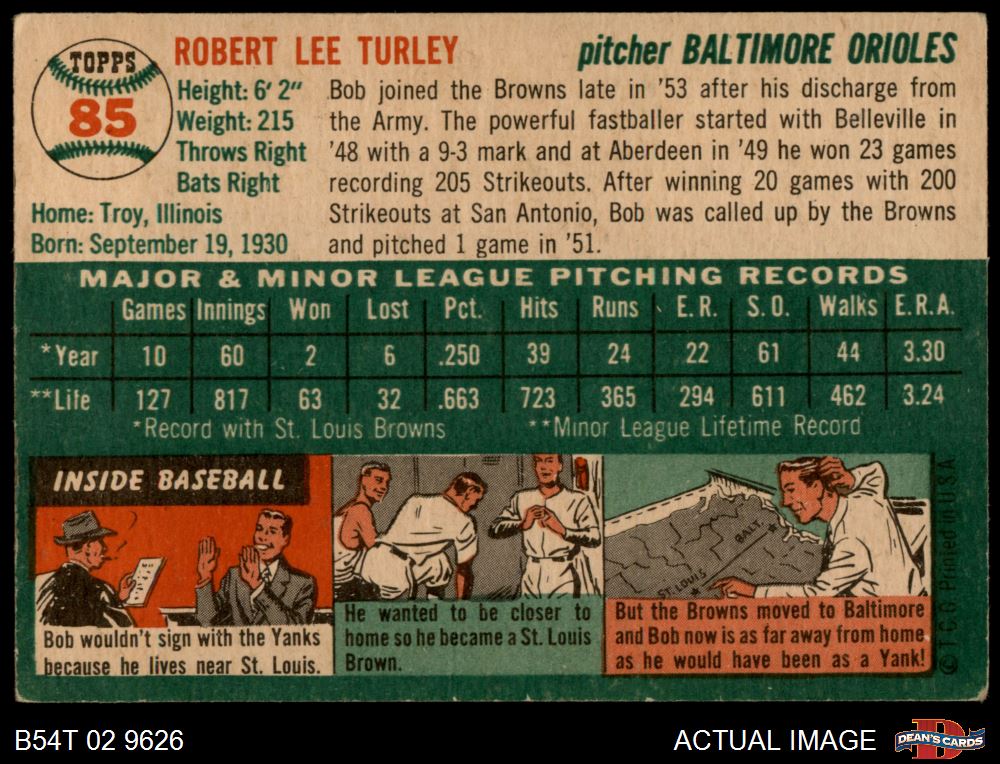 TOPPS
85
ROBERT LEE TURLEY
pitcher BALTIMORE ORIOLES
Height: 6' 2"
Weight: 215
Throws Right
Bats Right
Home: Troy, Illinois
Born: September 19, 1930
Bob joined the Browns late in '53 after his discharge from
the Army. The powerful fastballer started with Belleville in
'48 with a 9-3 mark and at Aberdeen in '49 he won 23 games
recording 205 Strikeouts. After winning 20 games with 200
Strikeouts at San Antonio, Bob was called up by the Browns
and pitched 1 game in '51.
MAJOR & MINOR LEAGUE PITCHING RECORDS
Games Innings Won Lost Pct. Hits Runs E.R. S.O. Walks E.R.A.
*Year 10 60 2 6 .250 39 24 22 61 44 3.30
**Life 127 817 63 32 .663 723 365 294 611 462 3.24
*Record with St. Louis Browns **Minor League Lifetime Record
INSIDE BASEBALL
Bob wouldn't sign with the Yanks
because he lives near St. Louis.
He wanted to be closer to
home so he became a St. Louis
Brown.
BALT.
ST. LOUIS
But the Browns moved to Baltimore
and Bob now is as far away from home
as he would have been as a Yank!
© T.C.G. Printed in U.S.A.
B54T 02 9626
ACTUAL IMAGE
D
DEAN'S CARDS